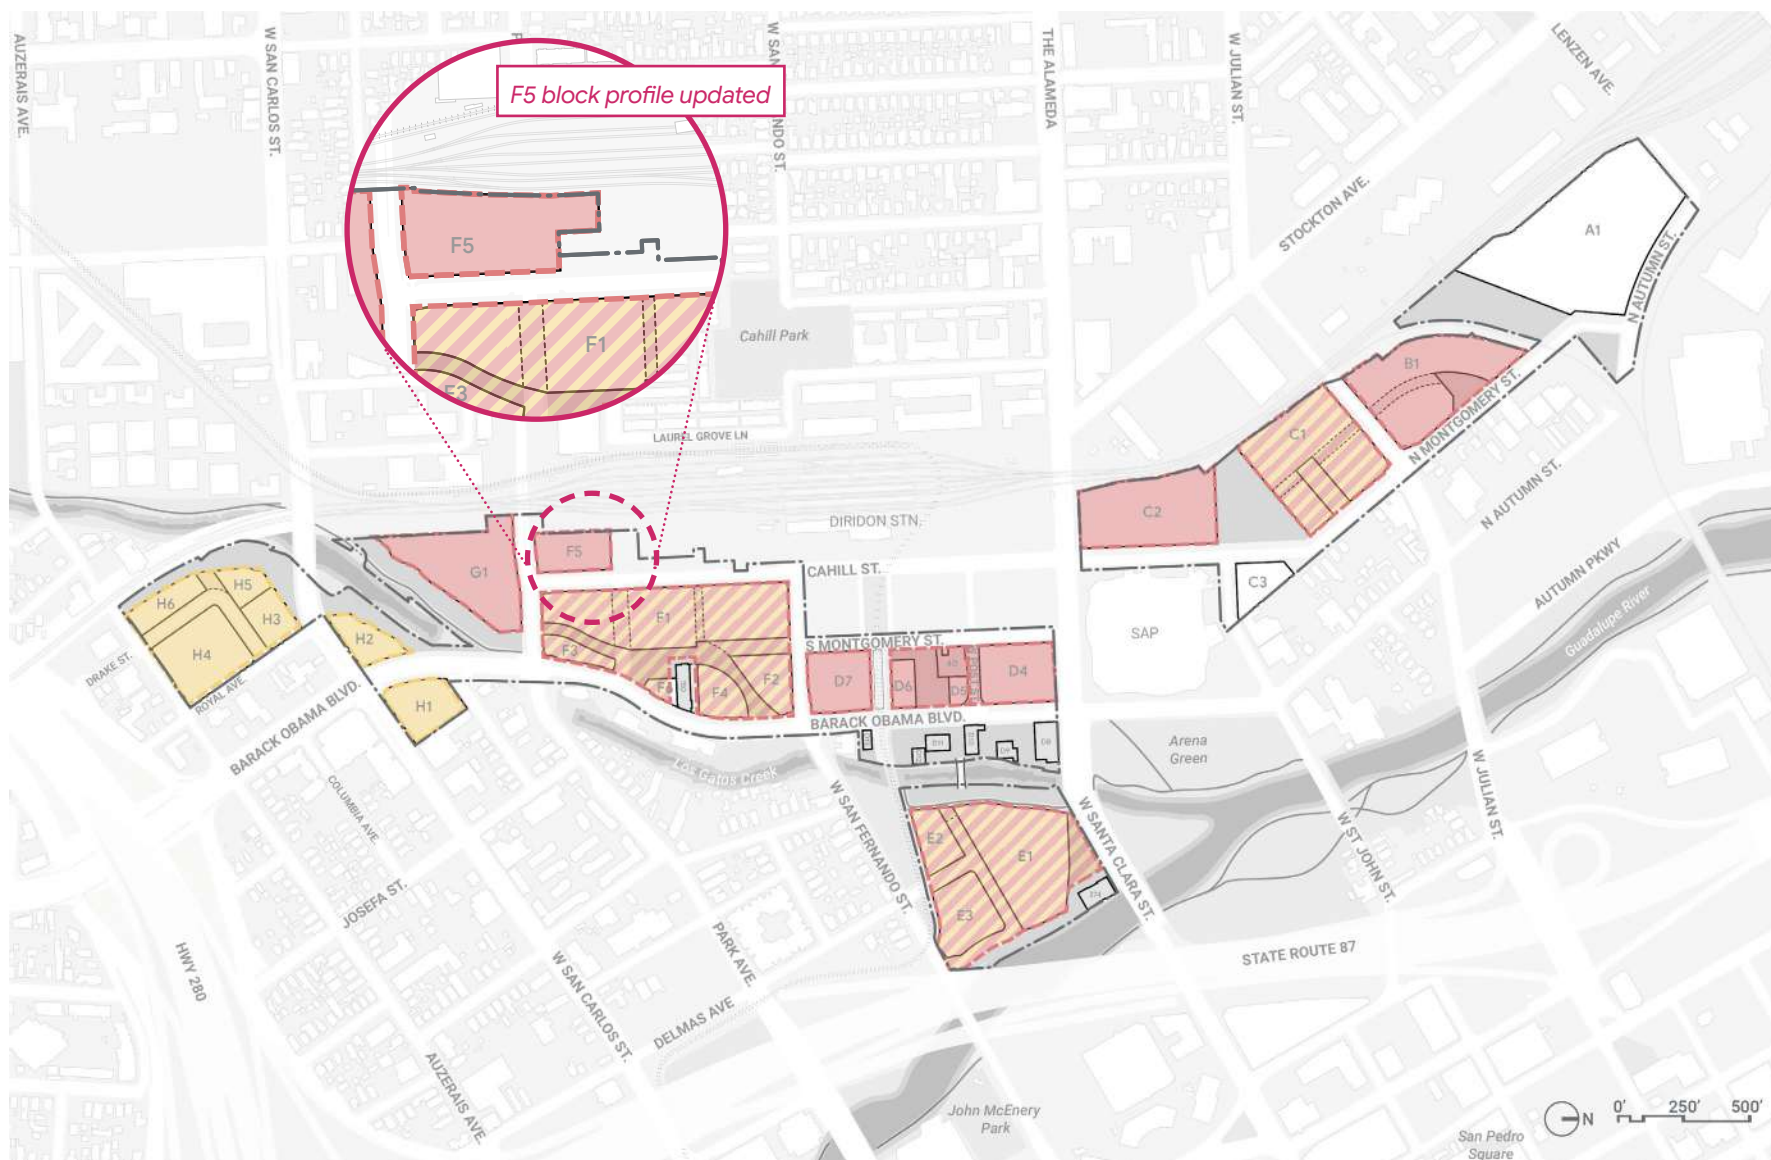 AUZERAIS AVE.
W SAN CARLOS ST.
F5 block profile updated
THE ALAMEDA
W JULIAN ST.
LENZEN AVE.
STOCKTON AVE.
F5
F1
F3
Cahill Park
LAUREL GROVE LN
A1
N AUTUMN ST.
B1
N MONTGOMERY ST.
C1
N AUTUMN ST.
C2
DIRIDON STN.
CAHILL ST.
C3
AUTUMN PKWY
Guadalupe River
SAP
G1
F5
F1
F3
F4
F2
H6
H5
H3
H4
H2
H1
DRAKE ST.
ROYAL AVE.
BARACK OBAMA BLVD.
S MONTGOMERY ST.
D7
D6
D5
D4
BARACK OBAMA BLVD.
Los Gatos Creek
Arena
Green
COLUMBIA AVE
JOSEFA ST.
W SAN FERNANDO ST.
W SANTA CLARA ST.
W ST JOHN ST.
W JULIAN ST.
E2
E1
E3
STATE ROUTE 87
HWY 280
W SAN CARLOS ST.
PARK AVE.
DELMAS AVE
AUZERAIS AVE.
John McEnery
Park
San Pedro
Square
N
0' 250' 500'